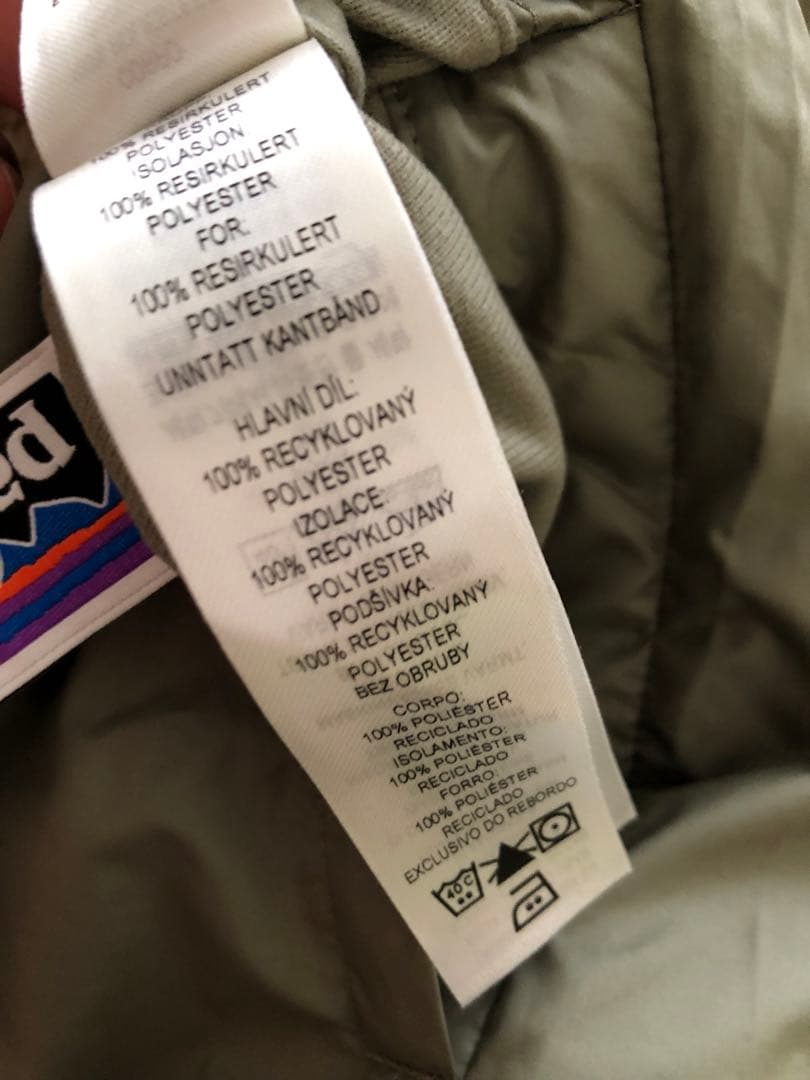 100% RESIRKULERT
POLYESTER
ISOLASJON
100% RESIRKULERT
POLYESTER
FOR:
100% RESIRKULERT
POLYESTER
UNNTATT KANTBÅND
HLAVNÍ DÍL:
100% RECYKLOVANÝ
POLYESTER
IZOLACE:
100% RECYKLOVANÝ
POLYESTER
PODŠÍVKA:
100% RECYKLOVANÝ
POLYESTER
BEZ OBRUBY
CORPO:
100% POLIÉSTER
RECICLADO
ISOLAMENTO:
100% POLIÉSTER
RECICLADO
FORRO:
100% POLIÉSTER
RECICLADO
EXCLUSIVO DO REBORDO
40 C
pa